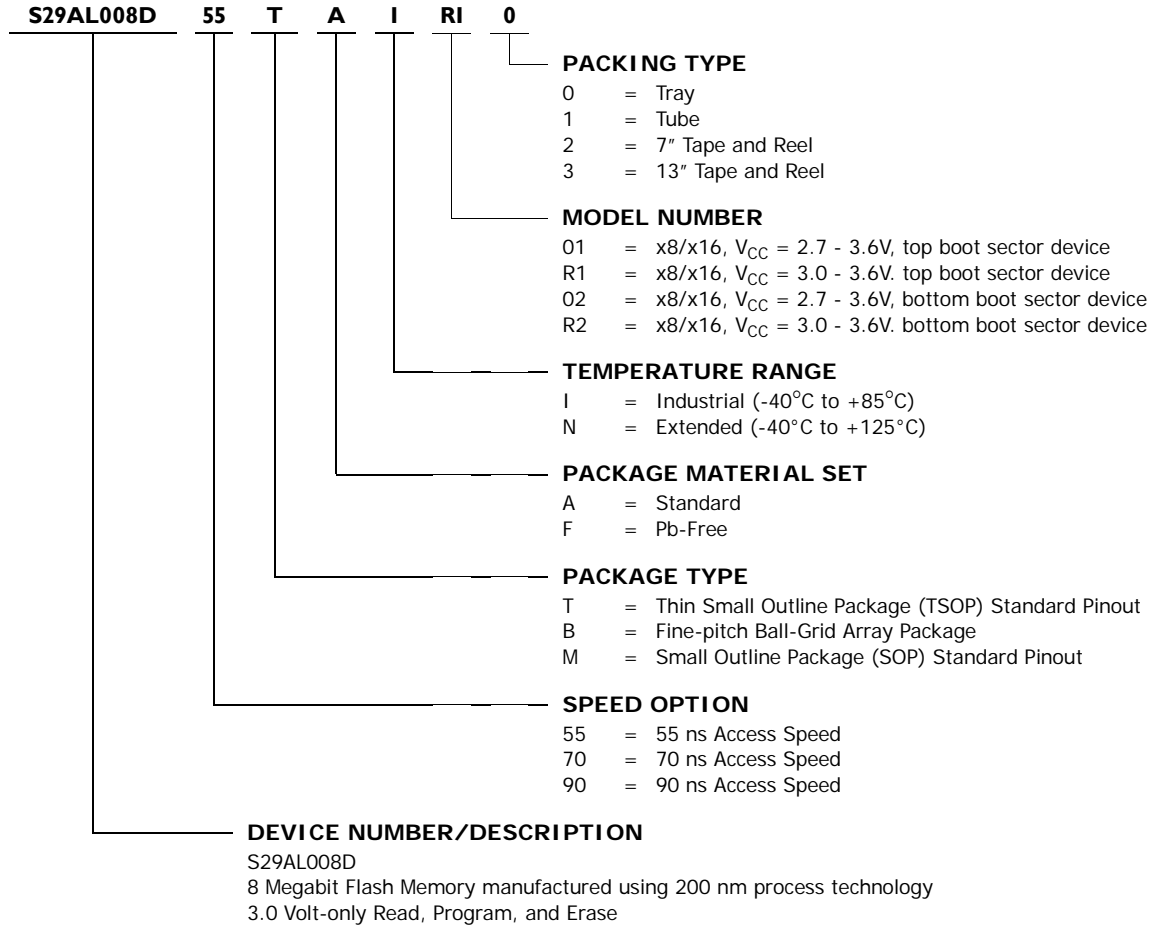 S29AL008D 55 T A I RI 0
PACKING TYPE
0 = Tray
1 = Tube
2 = 7" Tape and Reel
3 = 13" Tape and Reel
MODEL NUMBER
01 = x8/x16, VCC = 2.7 - 3.6V, top boot sector device
R1 = x8/x16, VCC = 3.0 - 3.6V. top boot sector device
02 = x8/x16, VCC = 2.7 - 3.6V, bottom boot sector device
R2 = x8/x16, VCC = 3.0 - 3.6V. bottom boot sector device
TEMPERATURE RANGE
I = Industrial (-40°C to +85°C)
N = Extended (-40°C to +125°C)
PACKAGE MATERIAL SET
A = Standard
F = Pb-Free
PACKAGE TYPE
T = Thin Small Outline Package (TSOP) Standard Pinout
B = Fine-pitch Ball-Grid Array Package
M = Small Outline Package (SOP) Standard Pinout
SPEED OPTION
55 = 55 ns Access Speed
70 = 70 ns Access Speed
90 = 90 ns Access Speed
DEVICE NUMBER/DESCRIPTION
S29AL008D
8 Megabit Flash Memory manufactured using 200 nm process technology
3.0 Volt-only Read, Program, and Erase